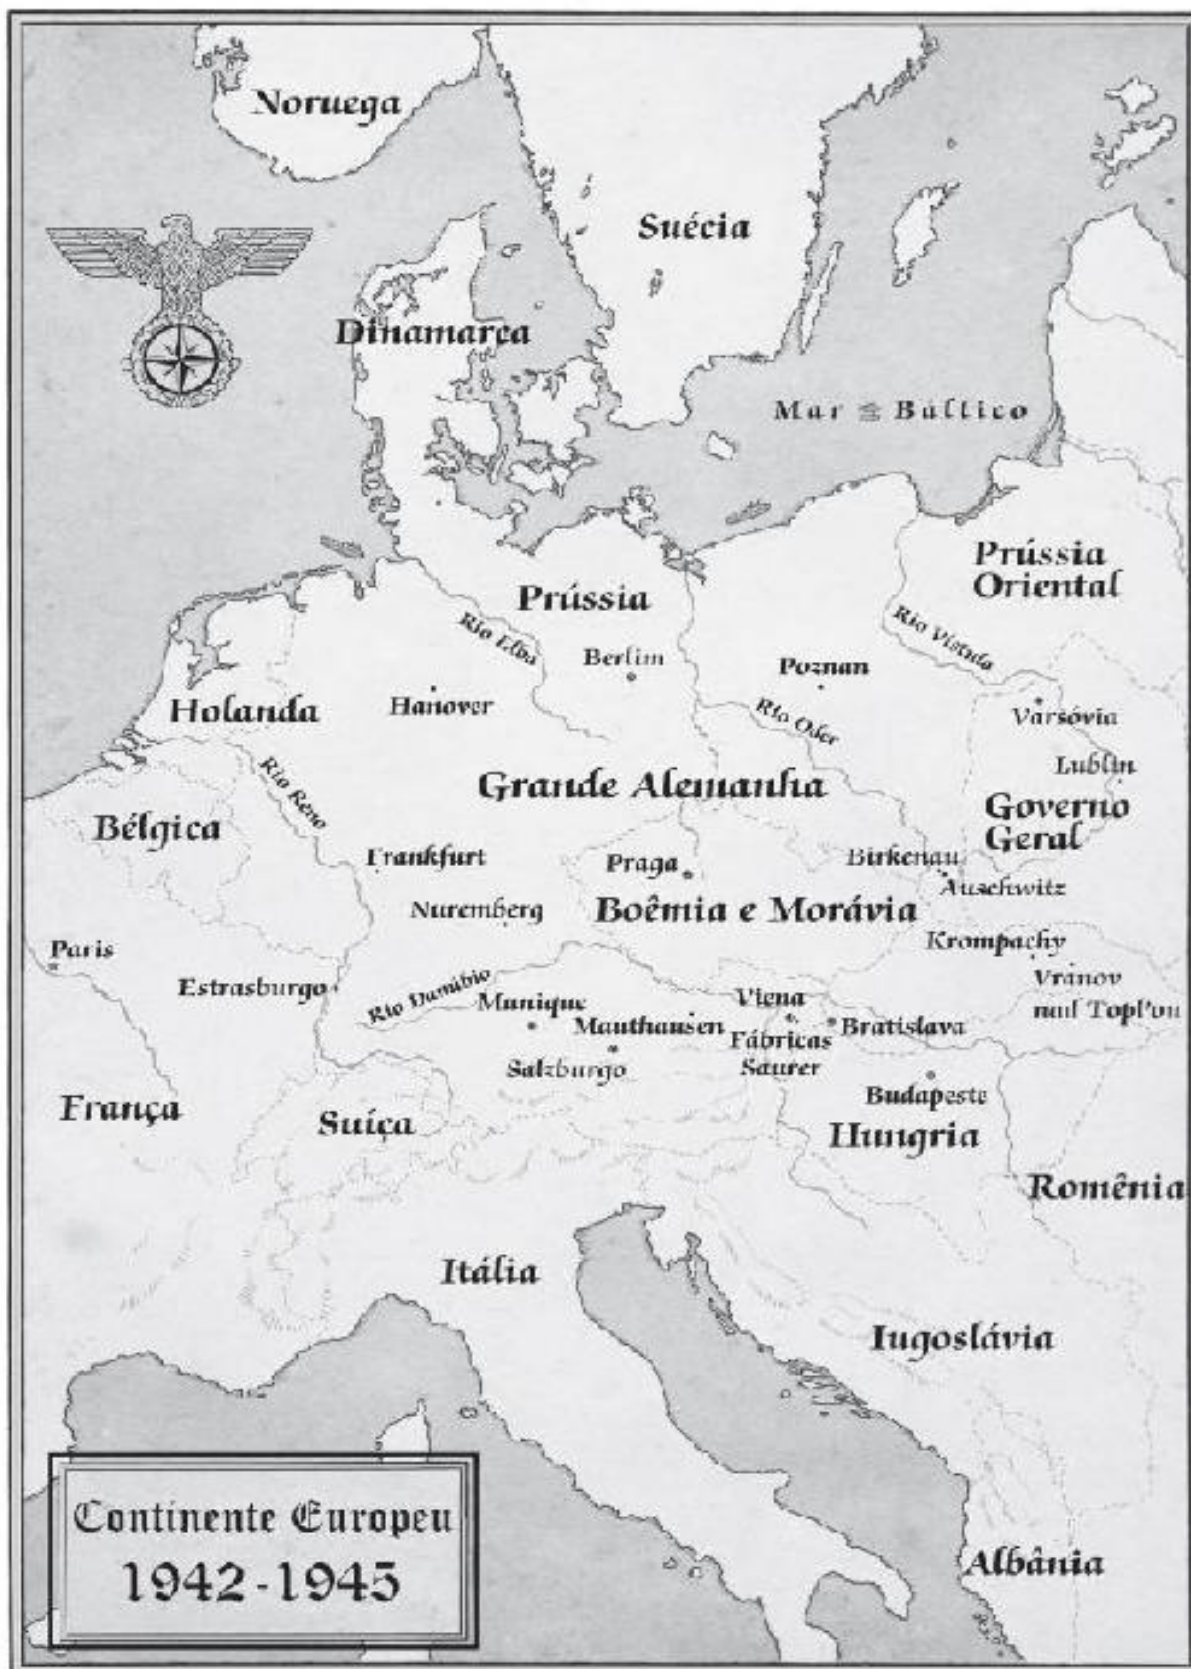 Noruega
Suécia
Dinamarca
Mar Báltico
Prússia
Oriental
Prússia
Rio Elba
Berlim
Rio Vístula
Poznan
Holanda
Hanover
Rio Oder
Varsóvia
Lublin
Rio Reno
Grande Alemanha
Governo
Geral
Bélgica
Frankfurt
Praga
Birkenau
Auschwitz
Nuremberg
Boêmia e Morávia
Krompachy
Paris
Vranov
nad Topl'ou
Estrasburgo
Rio Danúbio
Munique
Viena
Mauthausen
Fábricas
Saurer
Bratislava
Salzburgo
Budapeste
França
Suíça
Hungria
Romênia
Itália
Iugoslávia
Continente Europeu
1942-1945
Albânia